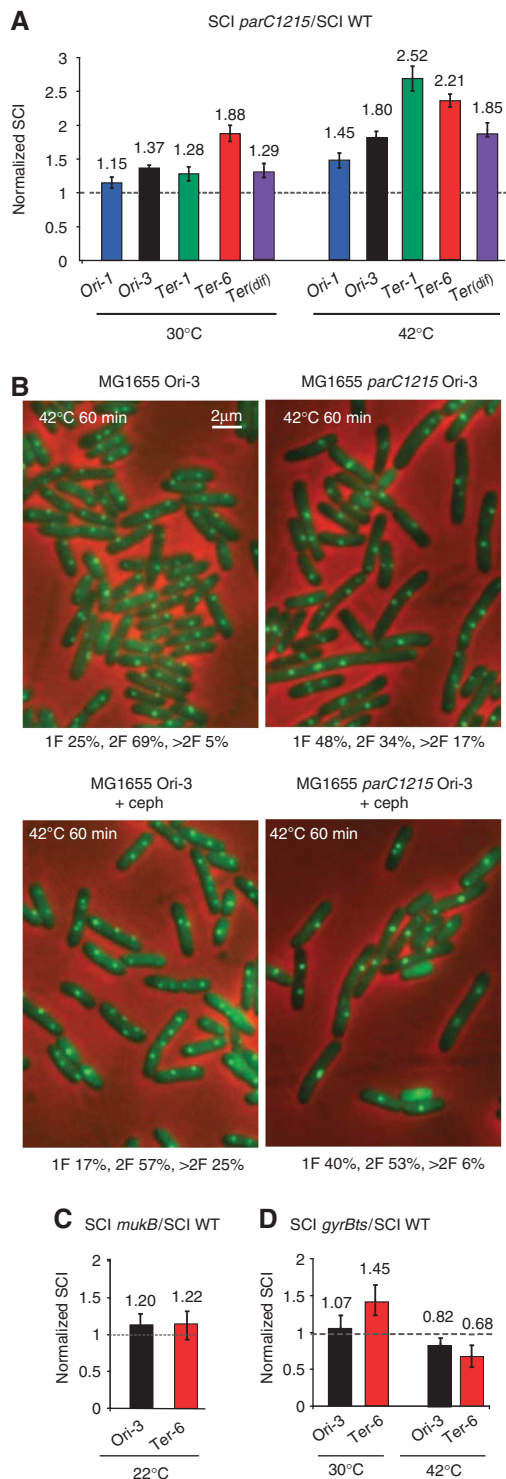 A
SCI parC1215/SCI WT
Normalized SCI
3
2.5
2
1.5
1
0.5
0
1.15
1.37
1.28
1.88
1.29
1.45
1.80
2.52
2.21
1.85
Ori-1
Ori-3
Ter-1
Ter-6
Ter(dif)
Ori-1
Ori-3
Ter-1
Ter-6
Ter(dif)
30°C
42°C
B
MG1655 Ori-3
MG1655 parC1215 Ori-3
42°C 60 min
2μm
42°C 60 min
1F 25%, 2F 69%, >2F 5%
1F 48%, 2F 34%, >2F 17%
MG1655 Ori-3
+ ceph
MG1655 parC1215 Ori-3
+ ceph
42°C 60 min
42°C 60 min
1F 17%, 2F 57%, >2F 25%
1F 40%, 2F 53%, >2F 6%
C
SCI mukB/SCI WT
Normalized SCI
2
1.5
1
0.5
0
1.20
1.22
Ori-3
Ter-6
22°C
D
SCI gyrBts/SCI WT
Normalized SCI
2
1.5
1
0.5
0
1.07
1.45
0.82
0.68
Ori-3
Ter-6
Ori-3
Ter-6
30°C
42°C